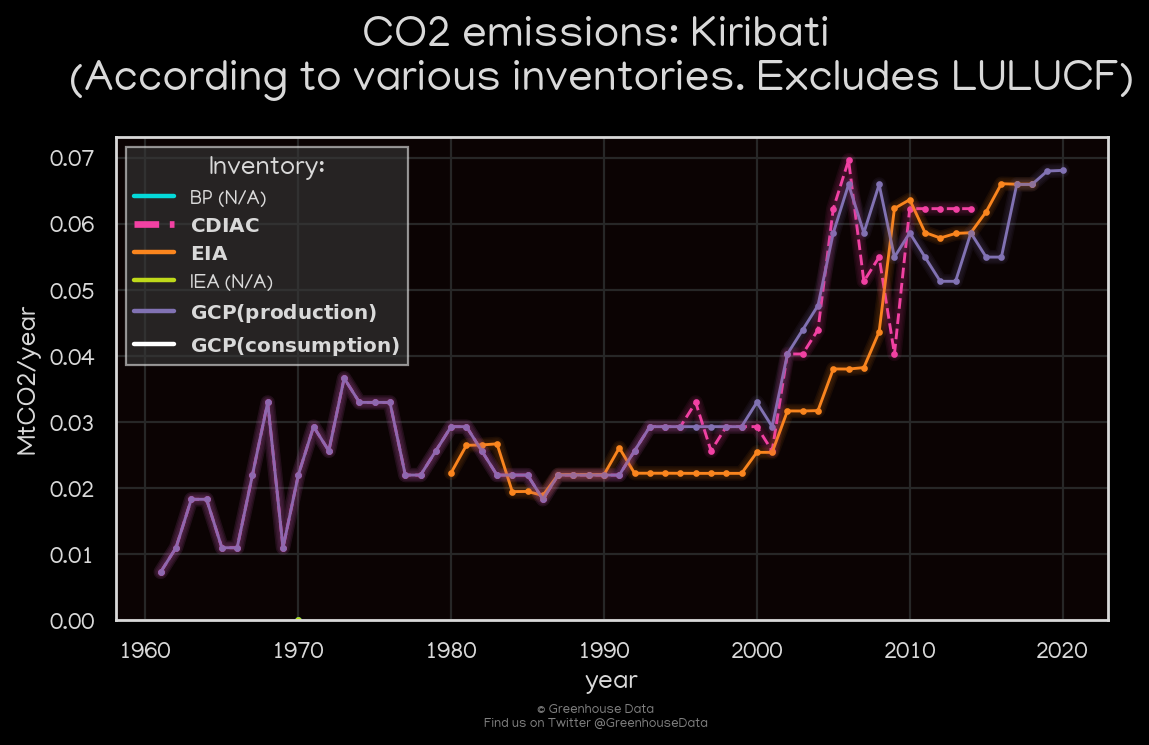 CO2 emissions: Kiribati
(According to various inventories. Excludes LULUCF)
Inventory:
BP (N/A)
CDIAC
EIA
IEA (N/A)
GCP(production)
GCP(consumption)
MtCO2/year
0.07
0.06
0.05
0.04
0.03
0.02
0.01
0.00
1960 1970 1980 1990 2000 2010 2020
year
© Greenhouse Data
Find us on Twitter @GreenhouseData